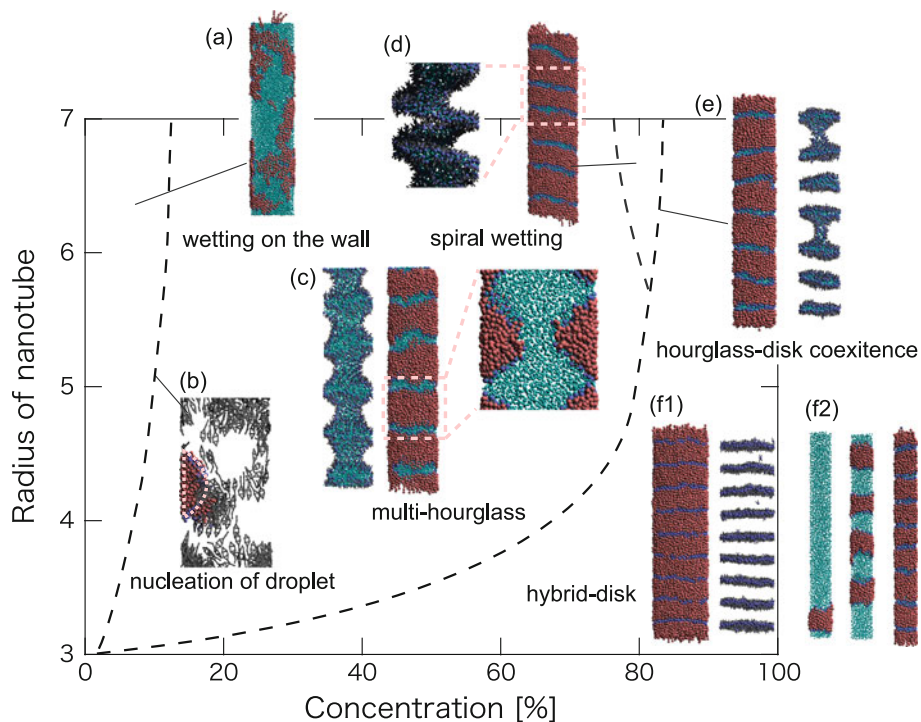 (a)
(d)
(e)
7
wetting on the wall
spiral wetting
6
(c)
hourglass-disk coexitence
Radius of nanotube
5
(b)
(f1)
(f2)
multi-hourglass
4
nucleation of droplet
hybrid-disk
3
0
20
40
60
80
100
Concentration [%]